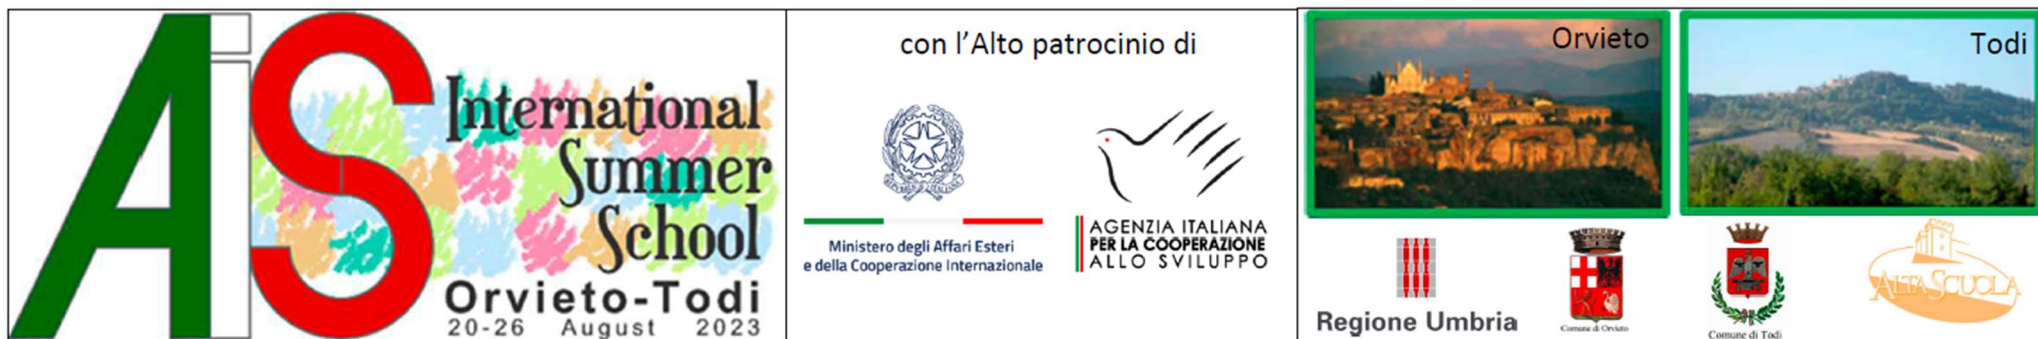 AiS
International
Summer
School
Orvieto-Todi
20-26 August 2023
con l'Alto patrocinio di
REPVBBLICA ITALIANA
Ministero degli Affari Esteri
e della Cooperazione Internazionale
AGENZIA ITALIANA
PER LA COOPERAZIONE
ALLO SVILUPPO
Orvieto
Todi
Regione Umbria
Comune di Orvieto
Comune di Todi
ALTA SCUOLA